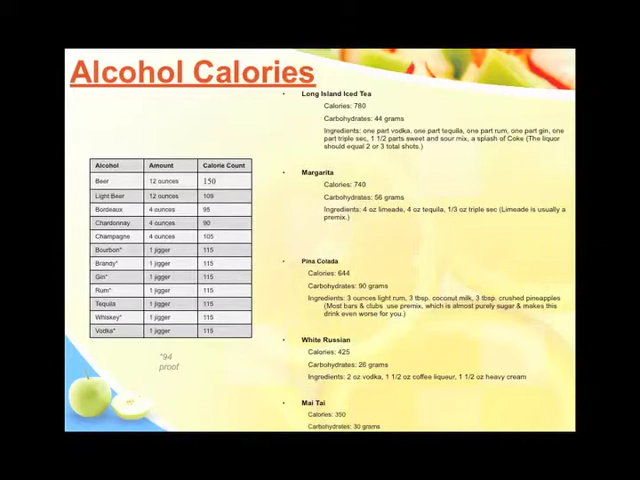 Alcohol Calories
Alcohol Amount Calorie Count
Beer 12 ounces 150
Light Beer 12 ounces 109
Bordeaux 4 ounces 95
Chardonnay 4 ounces 90
Champagne 4 ounces 105
Bourbon* 1 jigger 115
Brandy* 1 jigger 115
Gin* 1 jigger 115
Rum* 1 jigger 115
Tequila 1 jigger 115
Whiskey* 1 jigger 115
Vodka* 1 jigger 115
*94
proof
• Long Island Iced Tea
Calories: 780
Carbohydrates: 44 grams
Ingredients: one part vodka, one part tequila, one part rum, one part gin, one
part triple sec, 1 1/2 parts sweet and sour mix, a splash of Coke (The liquor
should equal 2 or 3 total shots.)
• Margarita
Calories: 740
Carbohydrates: 56 grams
Ingredients: 4 oz limeade, 4 oz tequila, 1/3 oz triple sec (Limeade is usually a
premix.)
• Pina Colada
Calories: 644
Carbohydrates: 90 grams
Ingredients: 3 ounces light rum, 3 tbsp. coconut milk, 3 tbsp. crushed pineapples
(Most bars & clubs use premix, which is almost purely sugar & makes this
drink even worse for you.)
• White Russian
Calories: 425
Carbohydrates: 26 grams
Ingredients: 2 oz vodka, 1 1/2 oz coffee liqueur, 1 1/2 oz heavy cream
• Mai Tai
Calories: 350
Carbohydrates: 30 grams